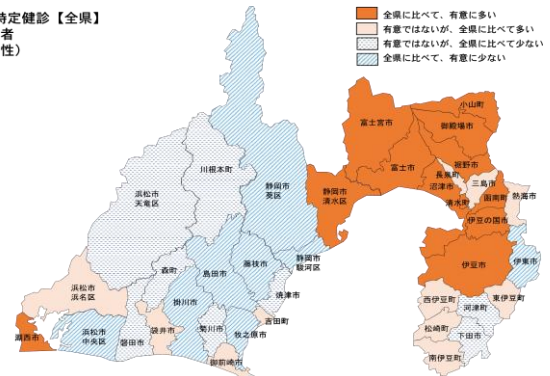 特定健診【全県】
者
性）
全県に比べて、有意に多い
有意ではないが、全県に比べて多い
有意ではないが、全県に比べて少ない
全県に比べて、有意に少ない
小山町
御殿場市
富士宮市
裾野市
富士市
長泉町
沼津市
三島市
清水町
函南町
熱海市
伊豆の国市
伊豆市
伊東市
西伊豆町
東伊豆町
河津町
松崎町
下田市
南伊豆町
川根本町
静岡市
葵区
静岡市
清水区
浜松市
天竜区
静岡市
駿河区
藤枝市
島田市
森町
焼津市
浜松市
浜名区
掛川市
吉田町
湖西市
浜松市
中央区
磐田市
袋井市
菊川市
牧之原市
御前崎市